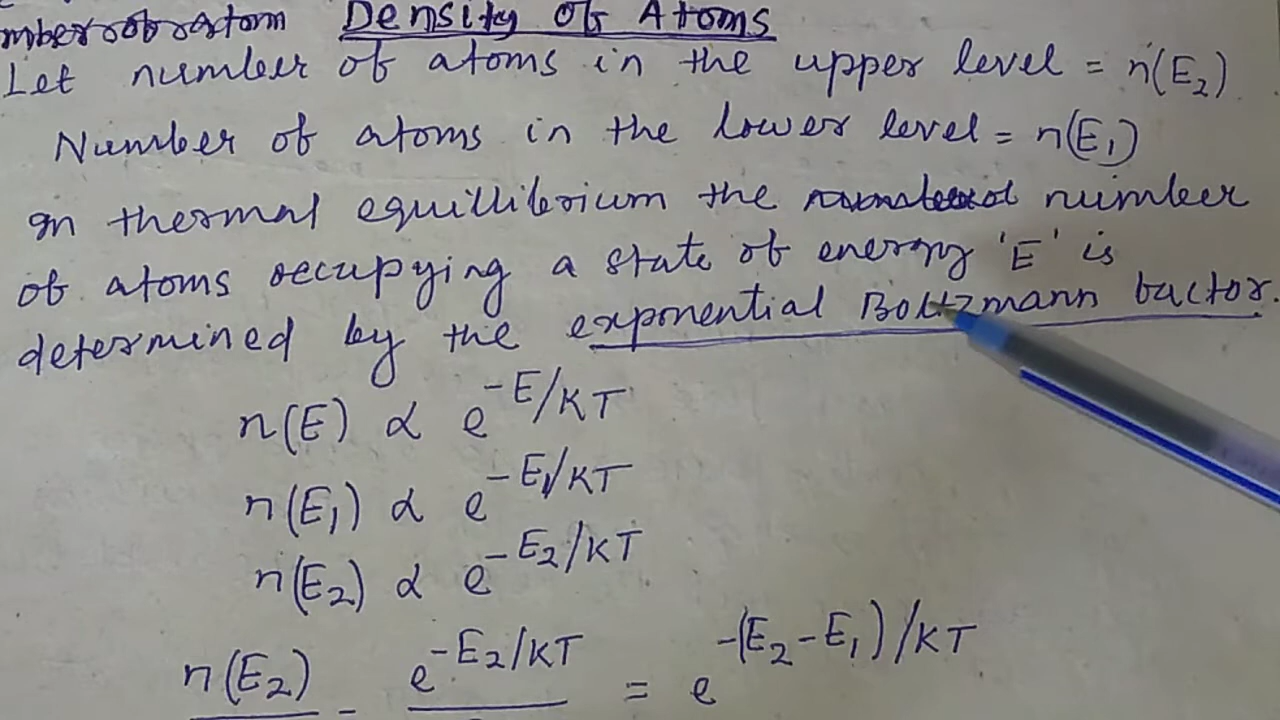 Density of Atoms
Let number of atoms in the upper level = n(E₂)
Number of atoms in the lower level = n(E₁)
In thermal equillibrium the number
of atoms occupying a state of energy 'E' is
determined by the exponential Boltzmann factor.
n(E) ∝ e^-E/KT
n(E₁) ∝ e^-E₁/KT
n(E₂) ∝ e^-E₂/KT
n(E₂) = e^-E₂/KT = e^-(E₂-E₁)/KT